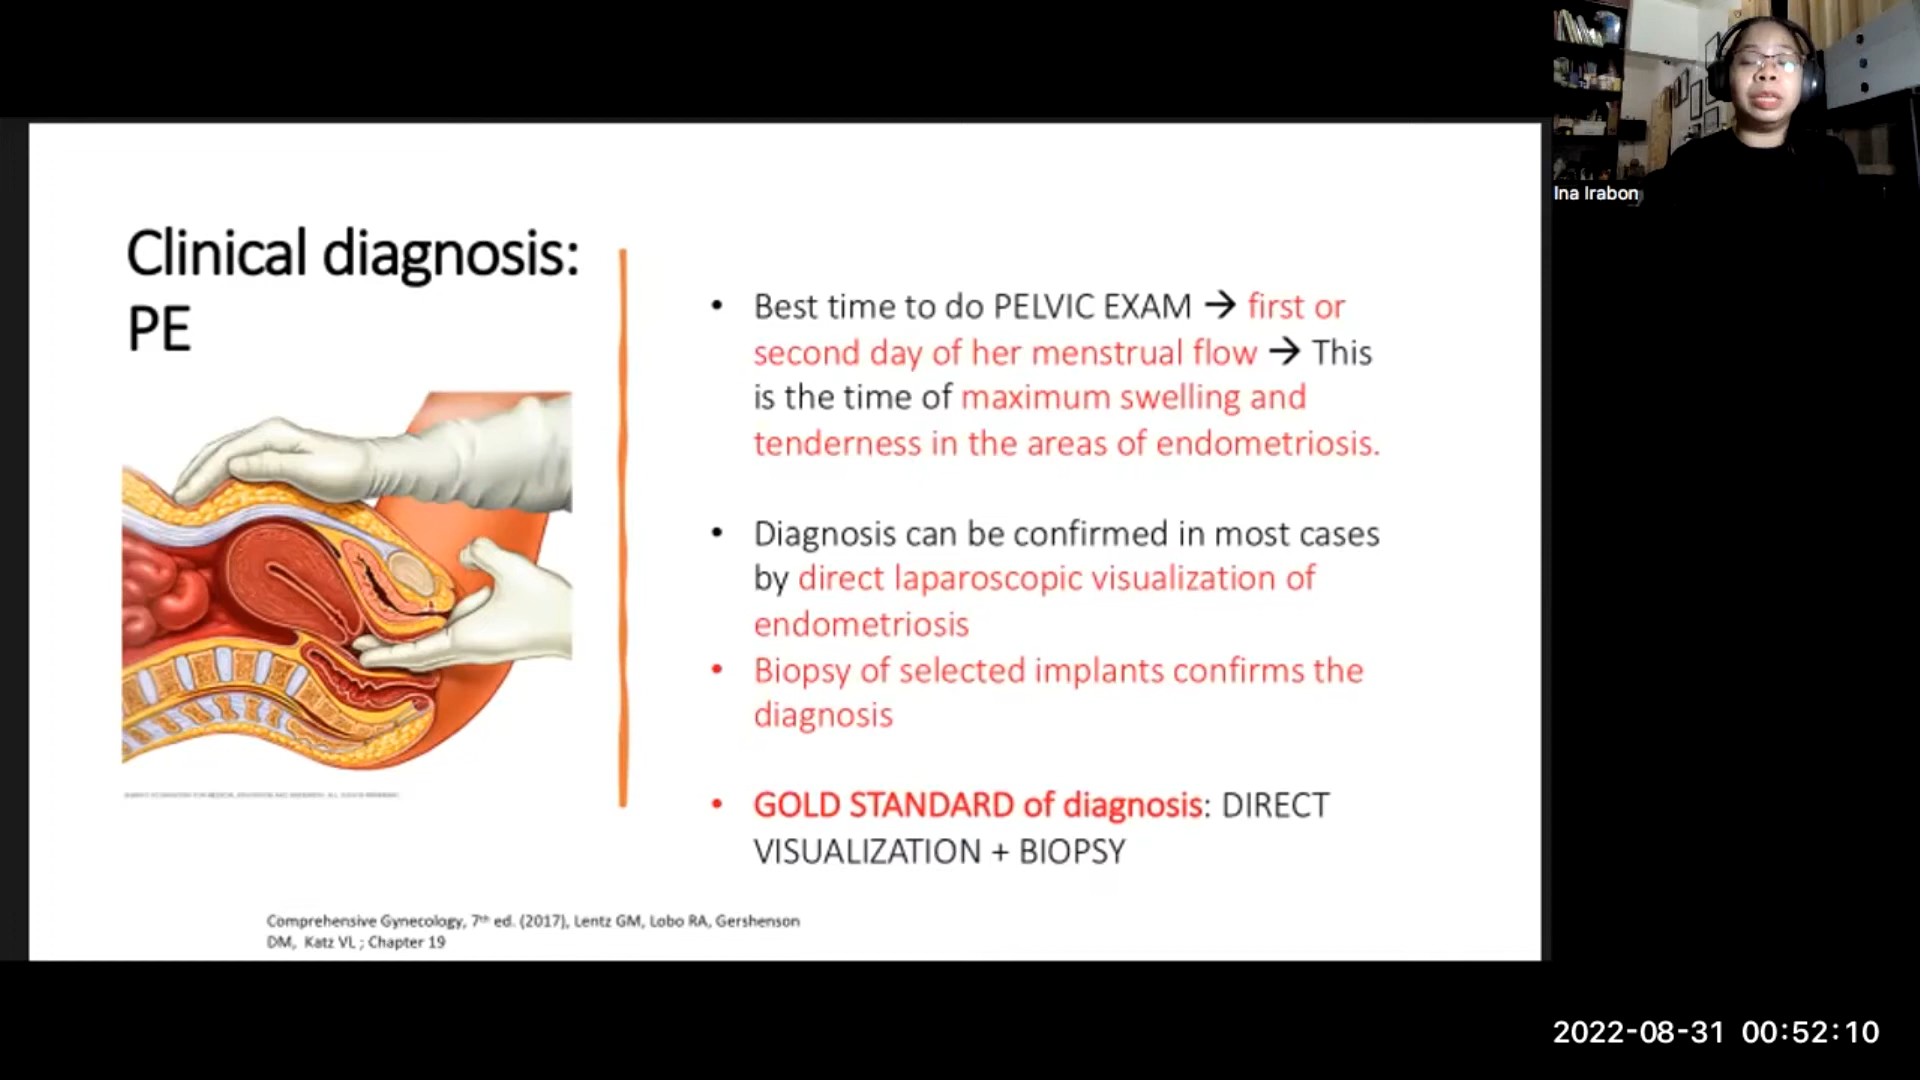 Ina Irabon
Clinical diagnosis:
PE
• Best time to do PELVIC EXAM → first or
second day of her menstrual flow → This
is the time of maximum swelling and
tenderness in the areas of endometriosis.
• Diagnosis can be confirmed in most cases
by direct laparoscopic visualization of
endometriosis
• Biopsy of selected implants confirms the
diagnosis
• GOLD STANDARD of diagnosis: DIRECT
VISUALIZATION + BIOPSY
Comprehensive Gynecology, 7th ed. (2017), Lentz GM, Lobo RA, Gershenson
DM, Katz VL ; Chapter 19
2022-08-31 00:52:10